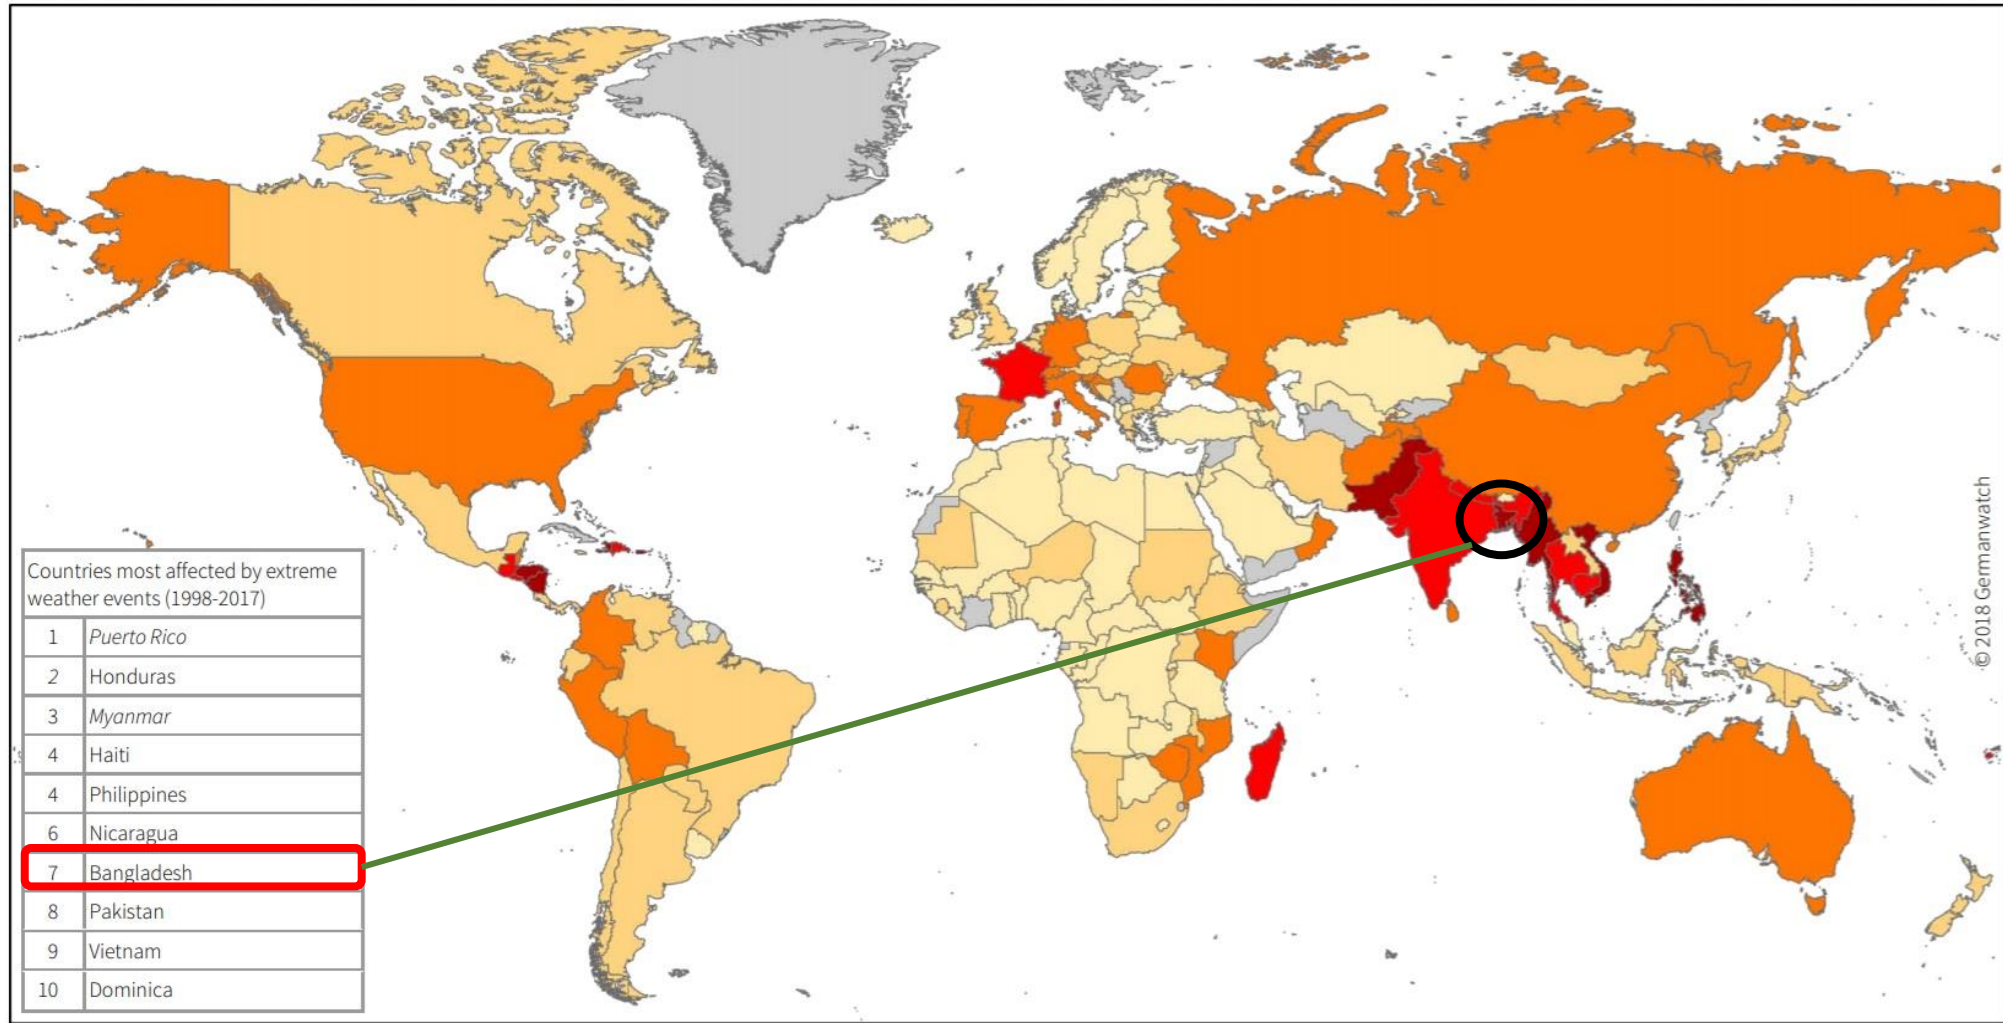 Countries most affected by extreme
weather events (1998-2017)
1 Puerto Rico
2 Honduras
3 Myanmar
4 Haiti
4 Philippines
6 Nicaragua
7 Bangladesh
8 Pakistan
9 Vietnam
10 Dominica
© 2018 Germanwatch